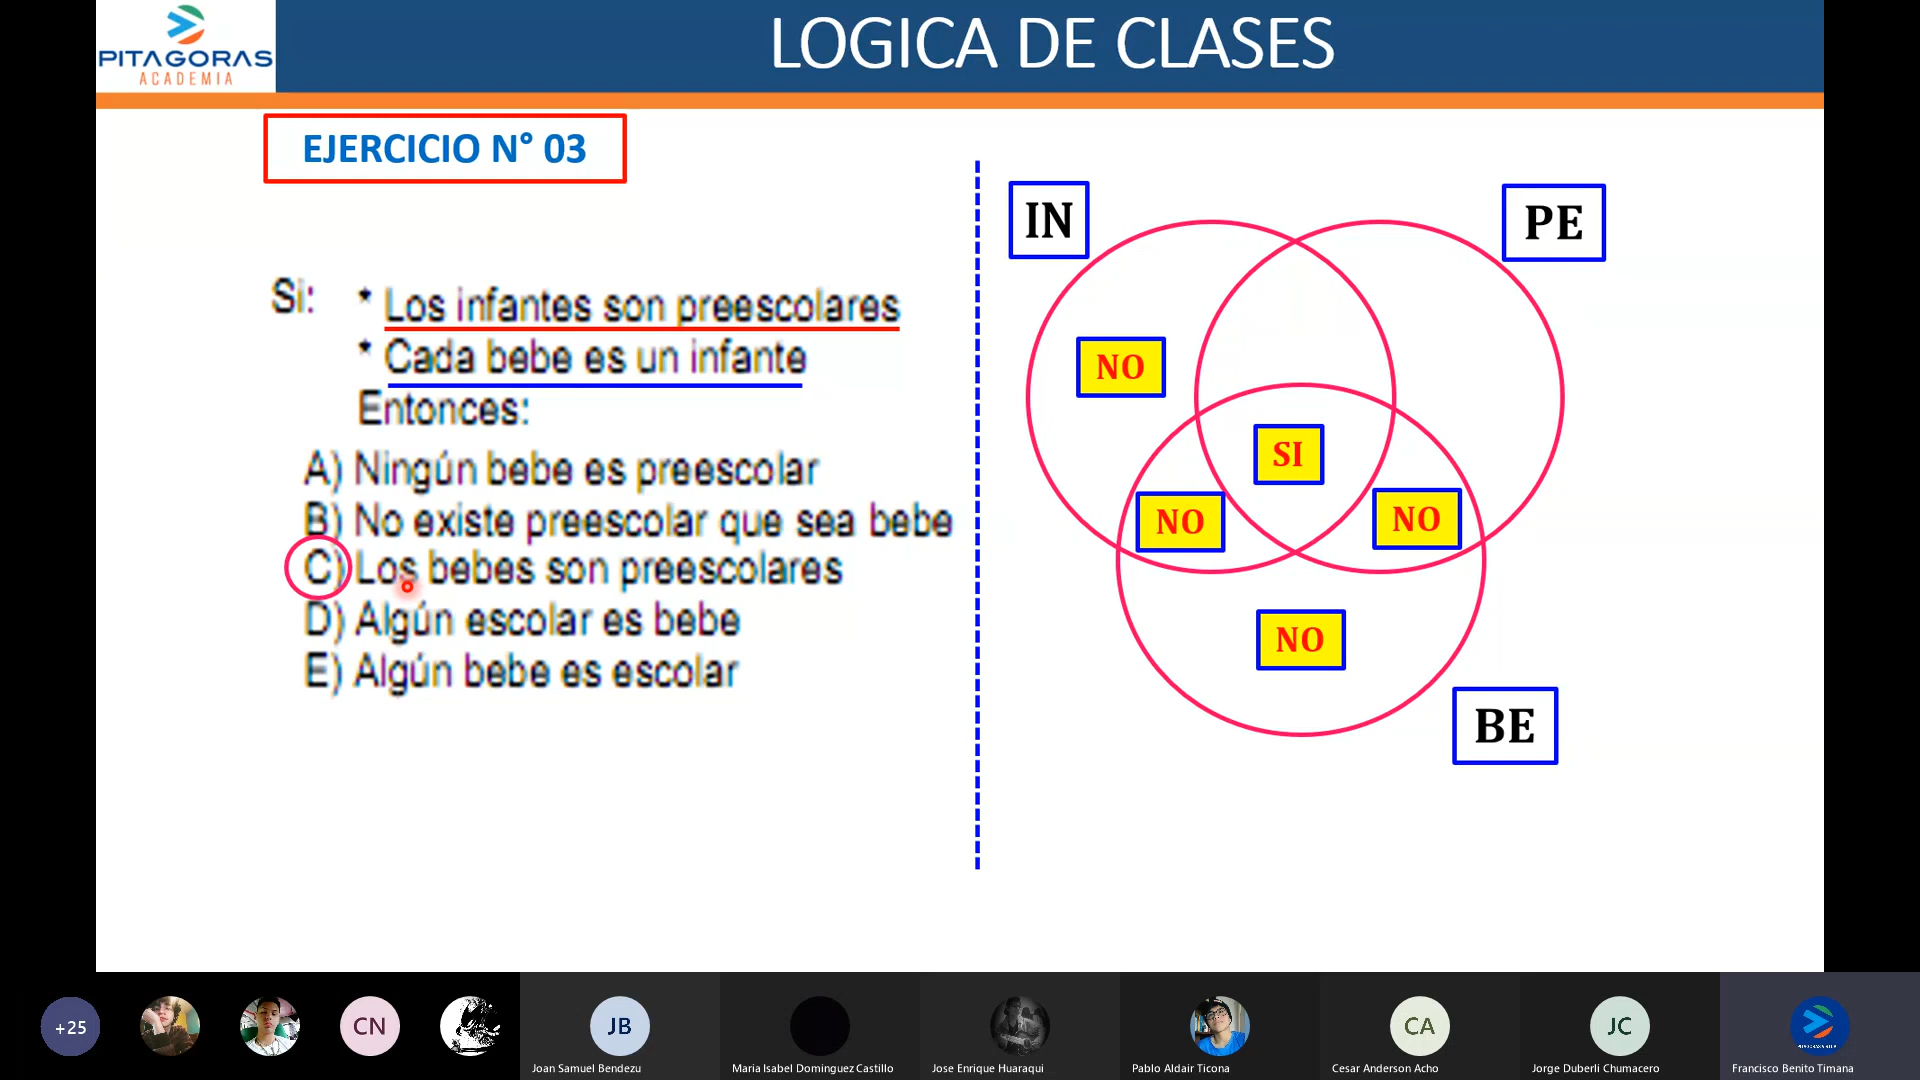 PITAGORAS
ACADEMIA
LOGICA DE CLASES
EJERCICIO N° 03
Si: * Los infantes son preescolares
* Cada bebe es un infante
Entonces:
A) Ningún bebe es preescolar
B) No existe preescolar que sea bebe
C) Los bebes son preescolares
D) Algún escolar es bebe
E) Algún bebe es escolar
IN
PE
NO
SI
NO
NO
NO
BE
+25
CN
JB
CA
JC
Joan Samuel Bendezu
Maria Isabel Dominguez Castillo
Jose Enrique Huaraqui
Pablo Aldair Ticona
Cesar Anderson Acho
Jorge Duberli Chumacero
Francisco Benito Timana